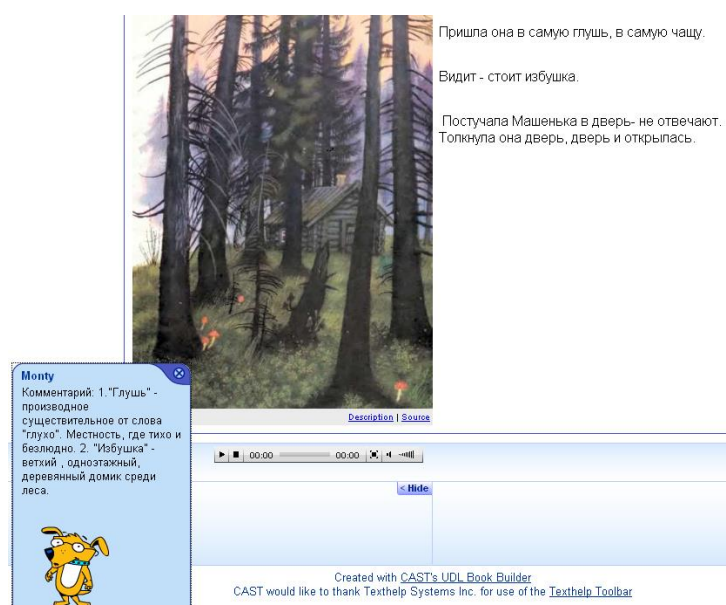 Пришла она в самую глушь, в самую чащу.
Видит - стоит избушка.
Постучала Машенька в дверь- не отвечают.
Толкнула она дверь, дверь и открылась.
Description | Source
Monty
Комментарий: 1."Глушь" -
производное
существительное от слова
"глухо". Местность, где тихо и
безлюдно. 2. "Избушка" -
ветхий , одноэтажный,
деревянный домик среди
леса.
00:00 00:00
< Hide
Created with CAST's UDL Book Builder
CAST would like to thank Texthelp Systems Inc. for use of the Texthelp Toolbar